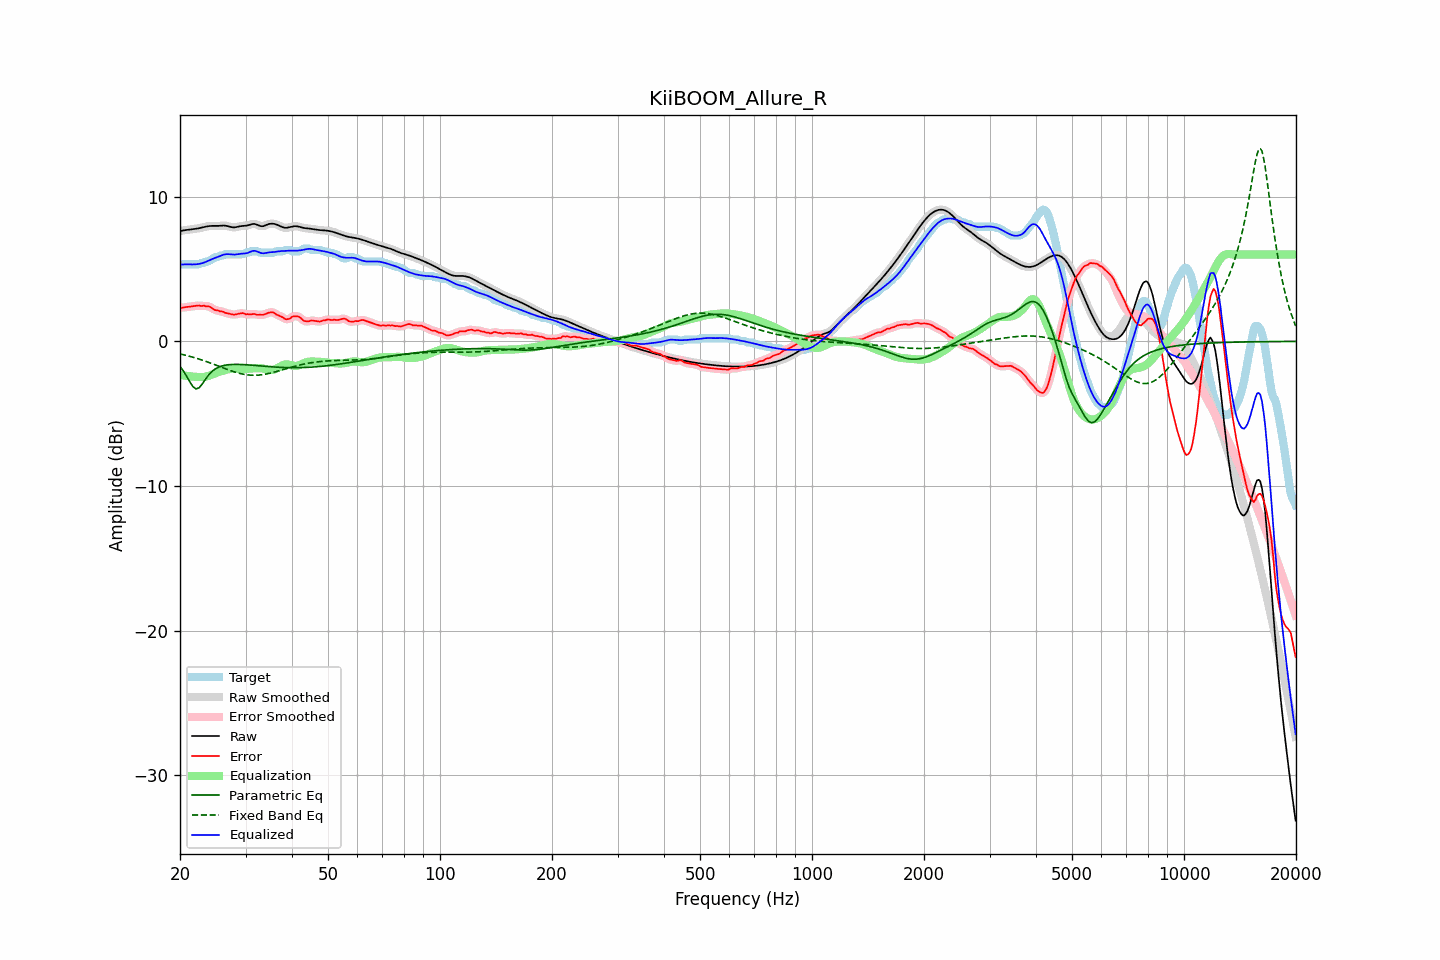 KiiBOOM_Allure_R
Amplitude (dBr)
10
0
−10
−20
−30
Target
Raw Smoothed
Error Smoothed
Raw
Error
Equalization
Parametric Eq
Fixed Band Eq
Equalized
20 50 100 200 500 1000 2000 5000 10000 20000
Frequency (Hz)